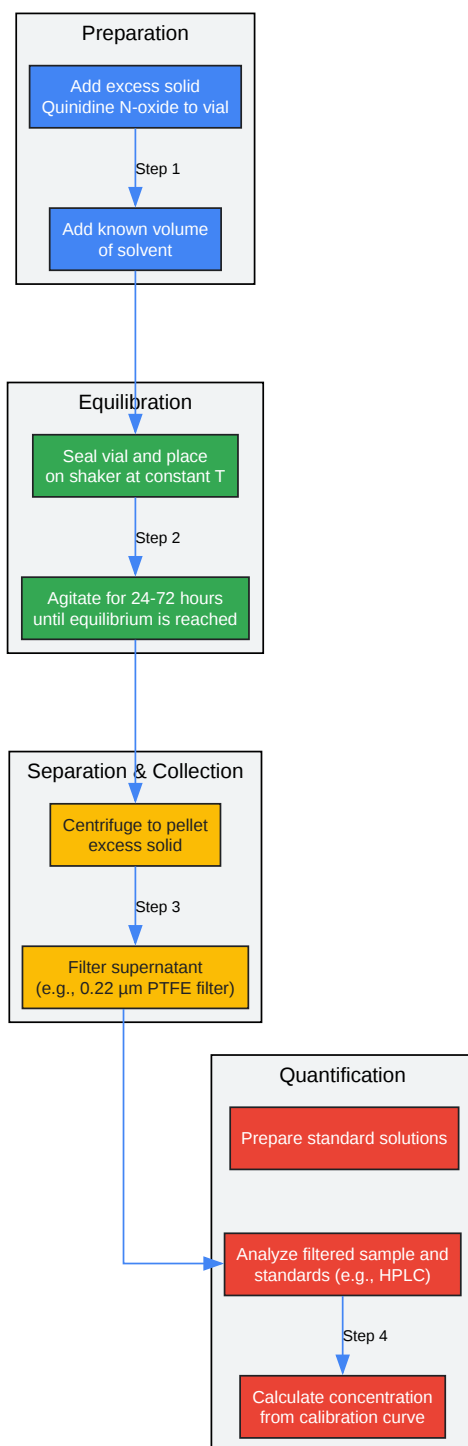 Preparation
Add excess solid
Quinidine N-oxide to vial
Step 1
Add known volume
of solvent
Equilibration
Seal vial and place
on shaker at constant T
Step 2
Agitate for 24-72 hours
until equilibrium is reached
Separation & Collection
Centrifuge to pellet
excess solid
Step 3
Filter supernatant
(e.g., 0.22 µm PTFE filter)
Quantification
Prepare standard solutions
Analyze filtered sample and
standards (e.g., HPLC)
Step 4
Calculate concentration
from calibration curve